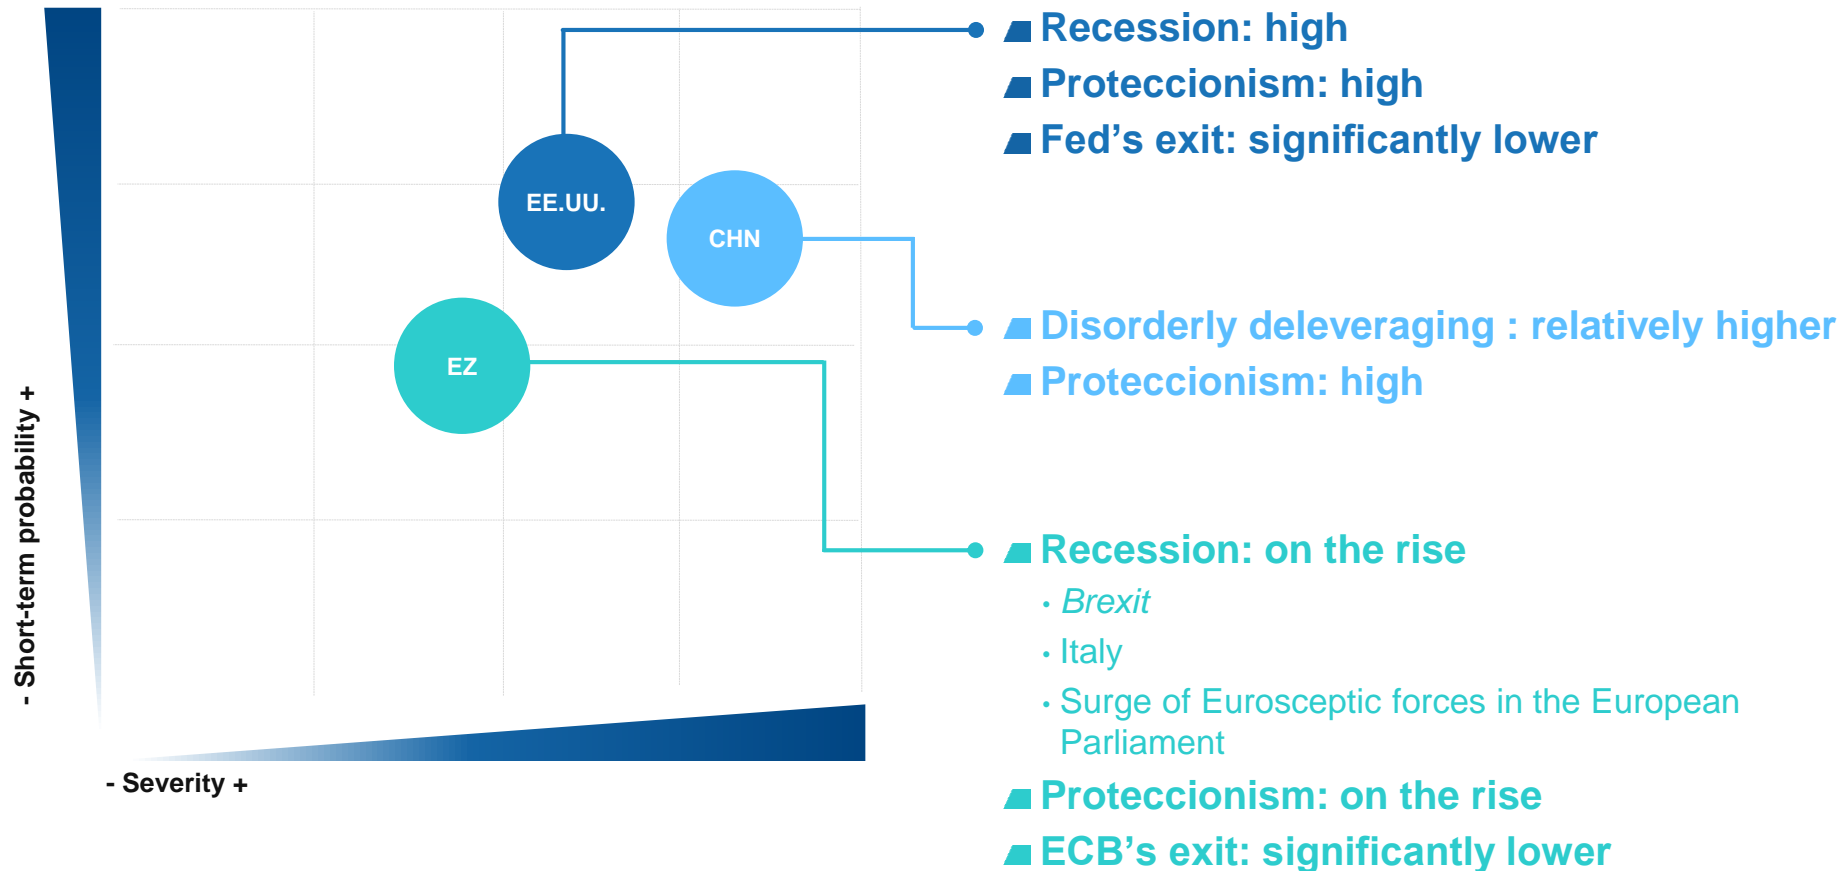 Recession: high
Proteccionism: high
Fed’s exit: significantly lower
EE.UU.
CHN
Disorderly deleveraging : relatively higher
Proteccionism: high
EZ
- Short-term probability +
Recession: on the rise
• Brexit
• Italy
• Surge of Eurosceptic forces in the European
Parliament
- Severity +
Proteccionism: on the rise
ECB’s exit: significantly lower